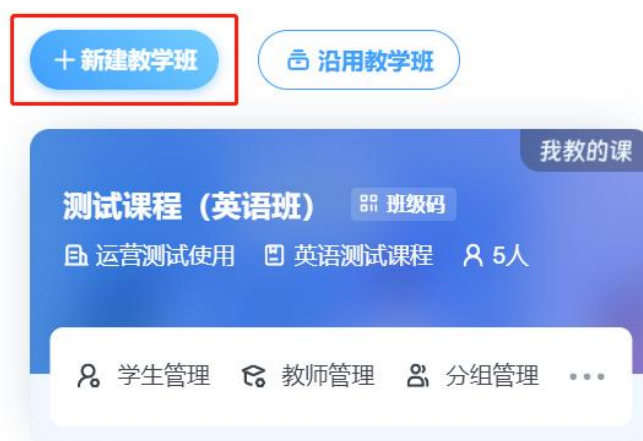 + 新建教学班 沿用教学班
我教的课
测试课程（英语班） 班级码
运营测试使用 英语测试课程 5人
学生管理 教师管理 分组管理 •••